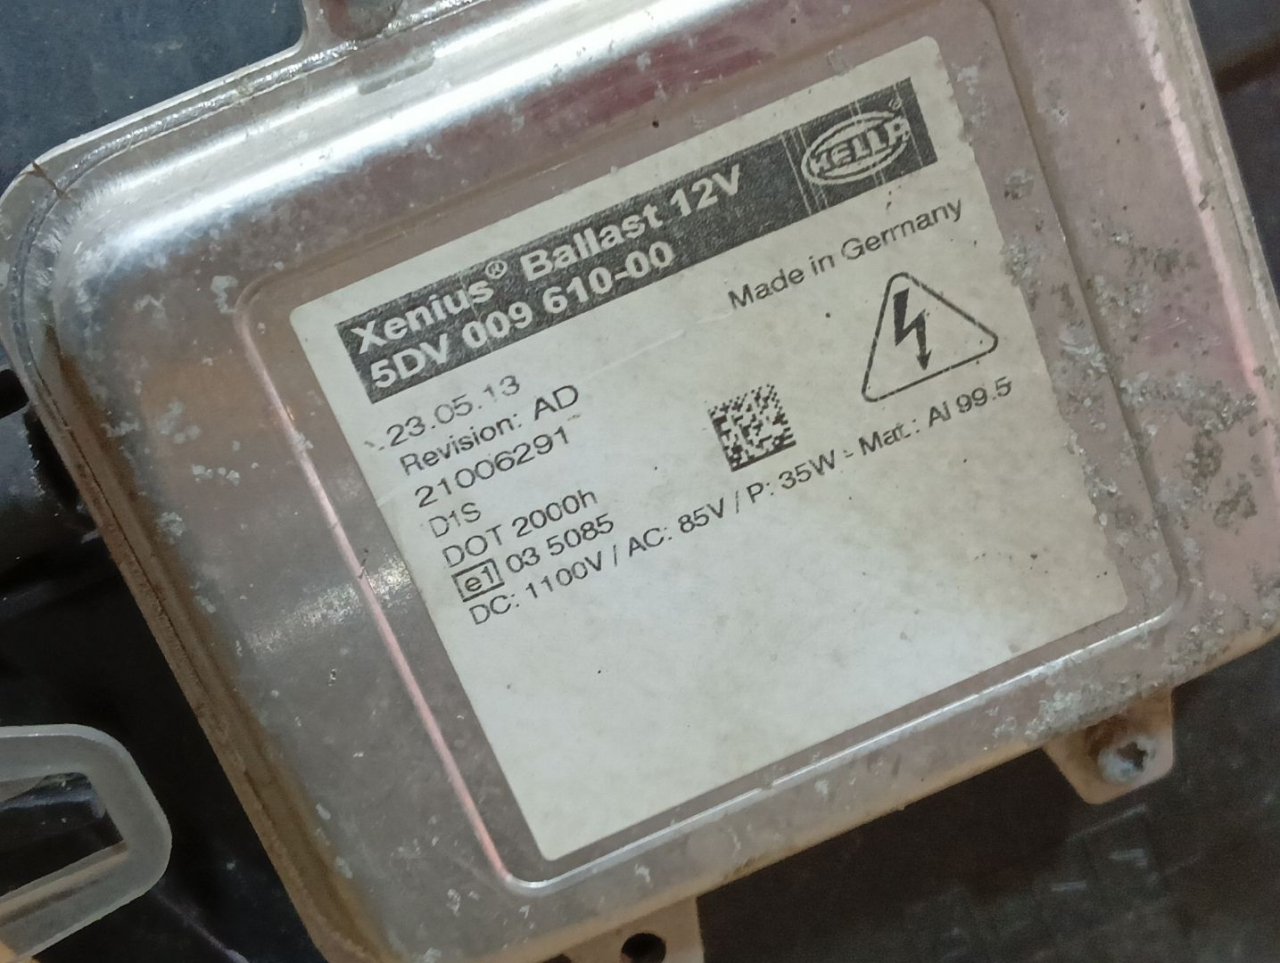 Xenius® Ballast 12V
5DV 009 610-00
HELLA
Made in Germany
23.05.13
Revision: AD
21006291
D1S
DOT 2000h
e1 03 5085
DC: 1100V / AC: 85V / P: 35W - Mat.: Al 99.5